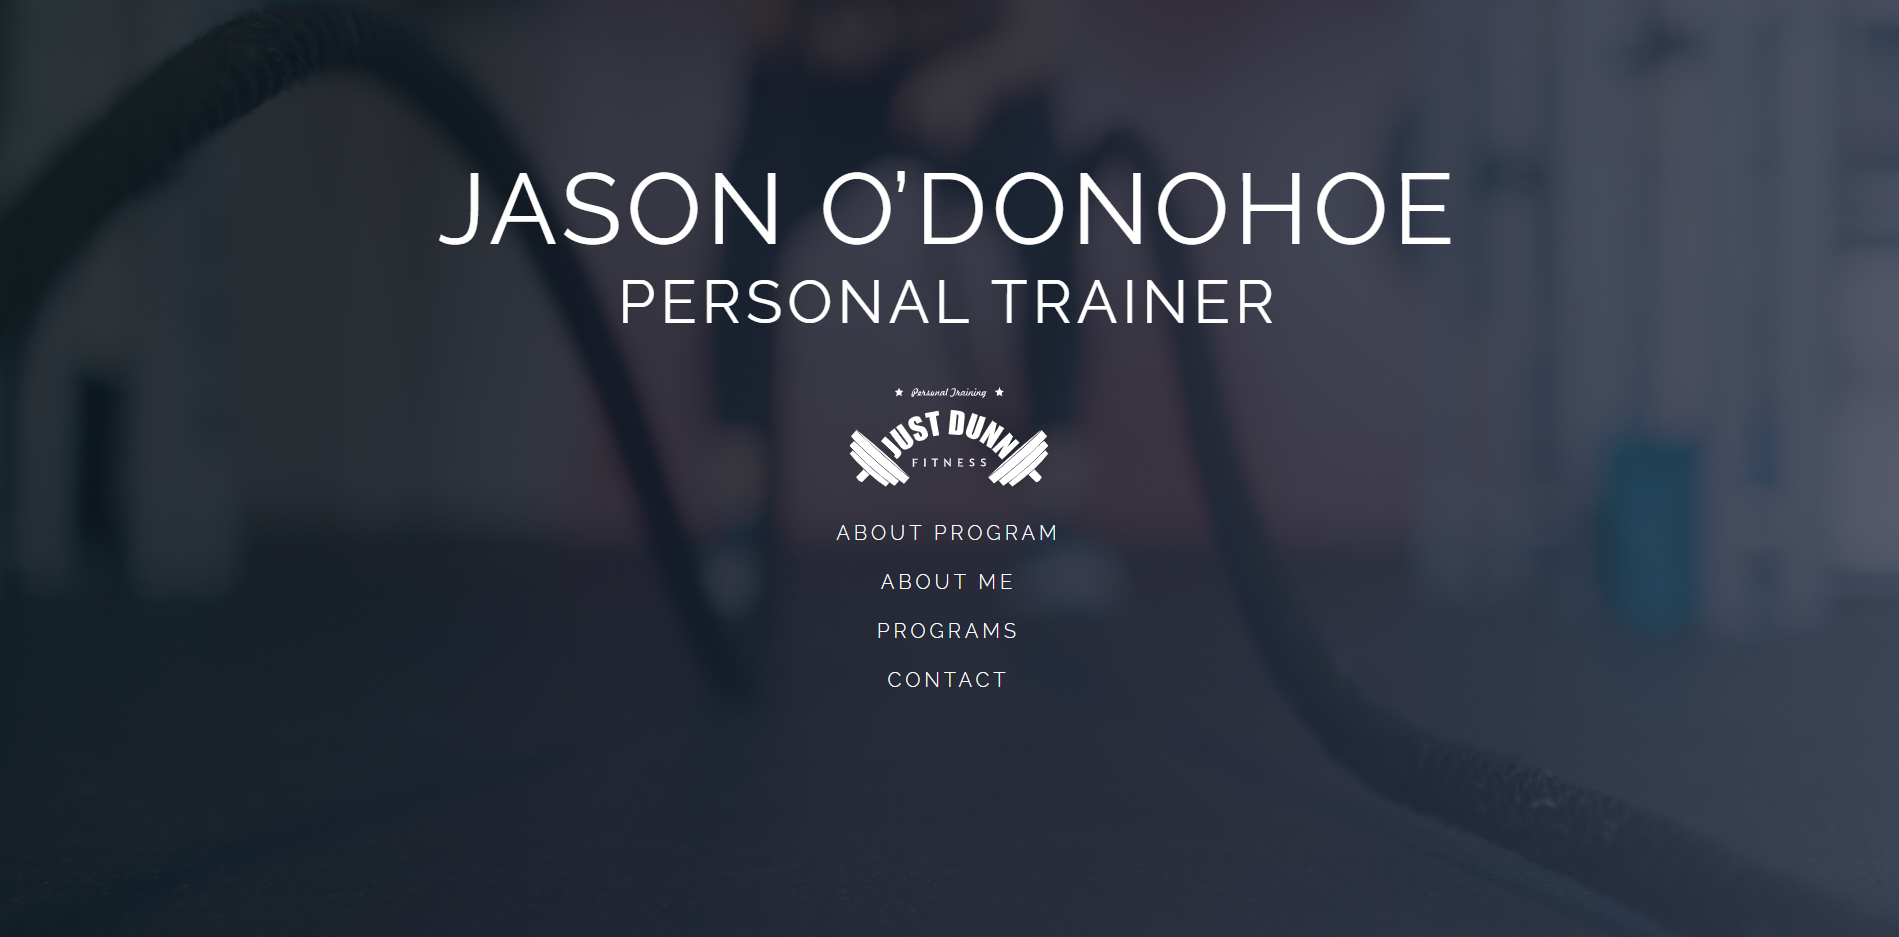 JASON O’DONOHOE
PERSONAL TRAINER
Personal Training
JUST DUNN
FITNESS
ABOUT PROGRAM
ABOUT ME
PROGRAMS
CONTACT